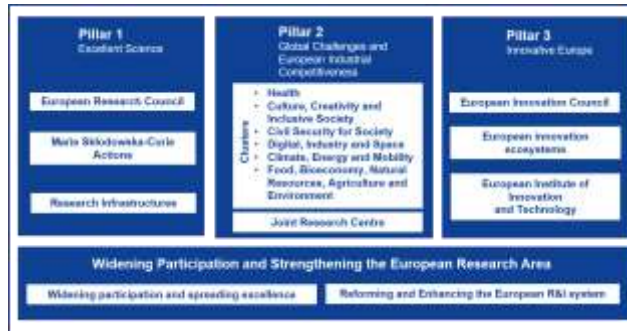 Pillar 1
Excellent Science
European Research Council
Marie Skłodowska-Curie
Actions
Research Infrastructures
Pillar 2
Global Challenges and
European Industrial
Competitiveness
Clusters
• Health
• Culture, Creativity and
Inclusive Society
• Civil Security for Society
• Digital, Industry and Space
• Climate, Energy and Mobility
• Food, Bioeconomy, Natural
Resources, Agriculture and
Environment
Joint Research Centre
Pillar 3
Innovative Europe
European Innovation Council
European innovation
ecosystems
European Institute of
Innovation
and Technology
Widening Participation and Strengthening the European Research Area
Widening participation and spreading excellence
Reforming and Enhancing the European R&I system